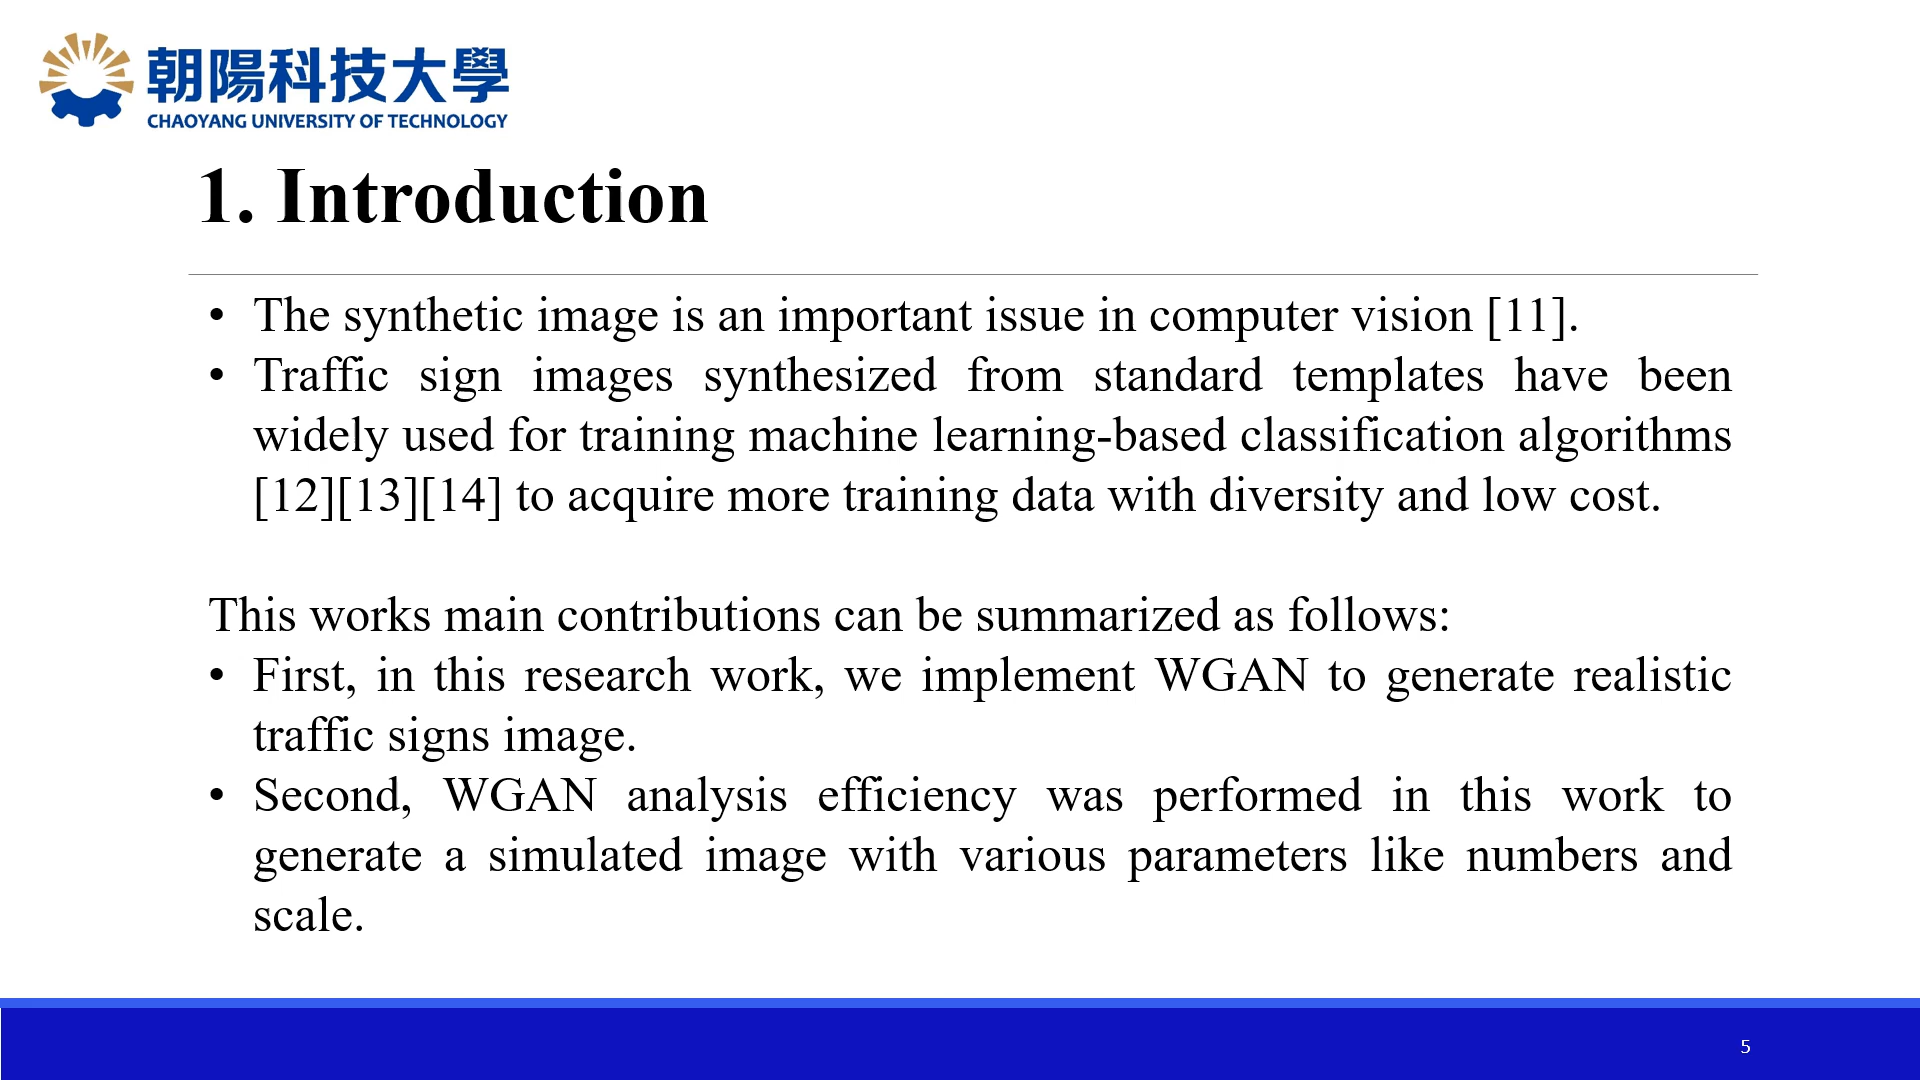 朝陽科技大學
CHAOYANG UNIVERSITY OF TECHNOLOGY
1. Introduction
• The synthetic image is an important issue in computer vision [11].
• Traffic sign images synthesized from standard templates have been
widely used for training machine learning-based classification algorithms
[12][13][14] to acquire more training data with diversity and low cost.
This works main contributions can be summarized as follows:
• First, in this research work, we implement WGAN to generate realistic
traffic signs image.
• Second, WGAN analysis efficiency was performed in this work to
generate a simulated image with various parameters like numbers and
scale.
5